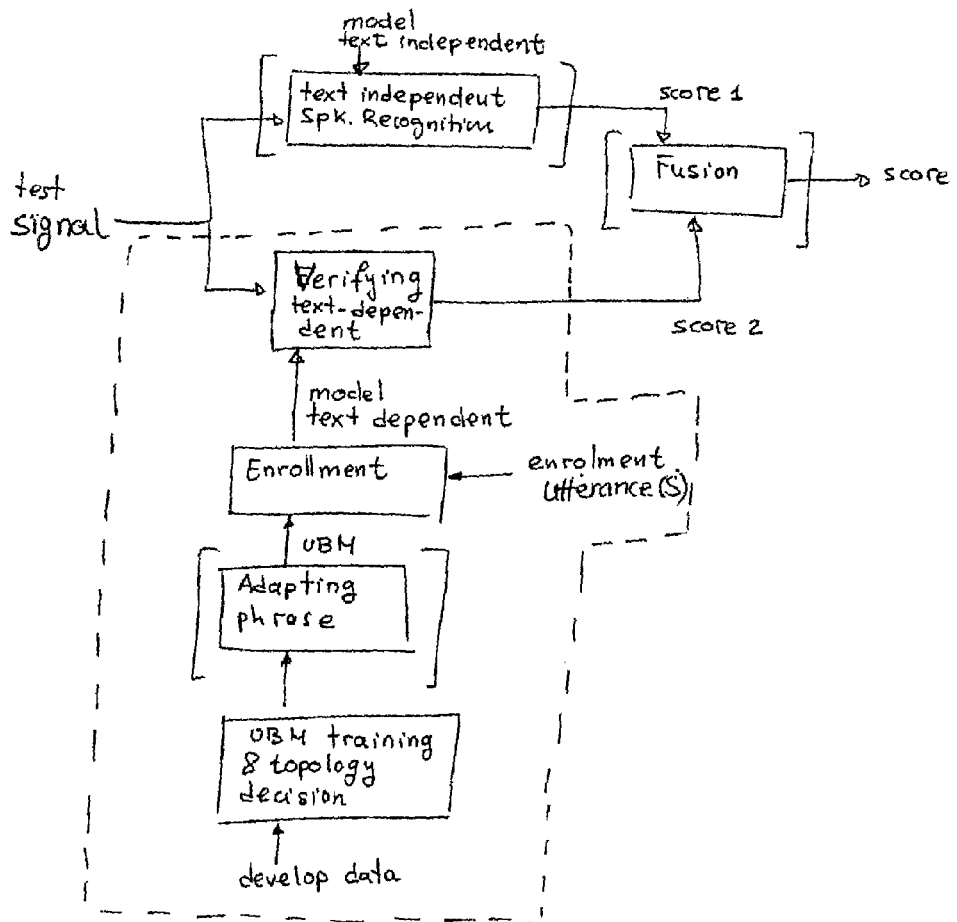 model
text independent
text independent
Spk. Recognition
score 1
Fusion
score
test
signal
Verifying
text-depen-
dent
score 2
model
text dependent
Enrollment
enrolment
utterance(s)
UBM
Adapting
phrase
UBM training
& topology
decision
develop data